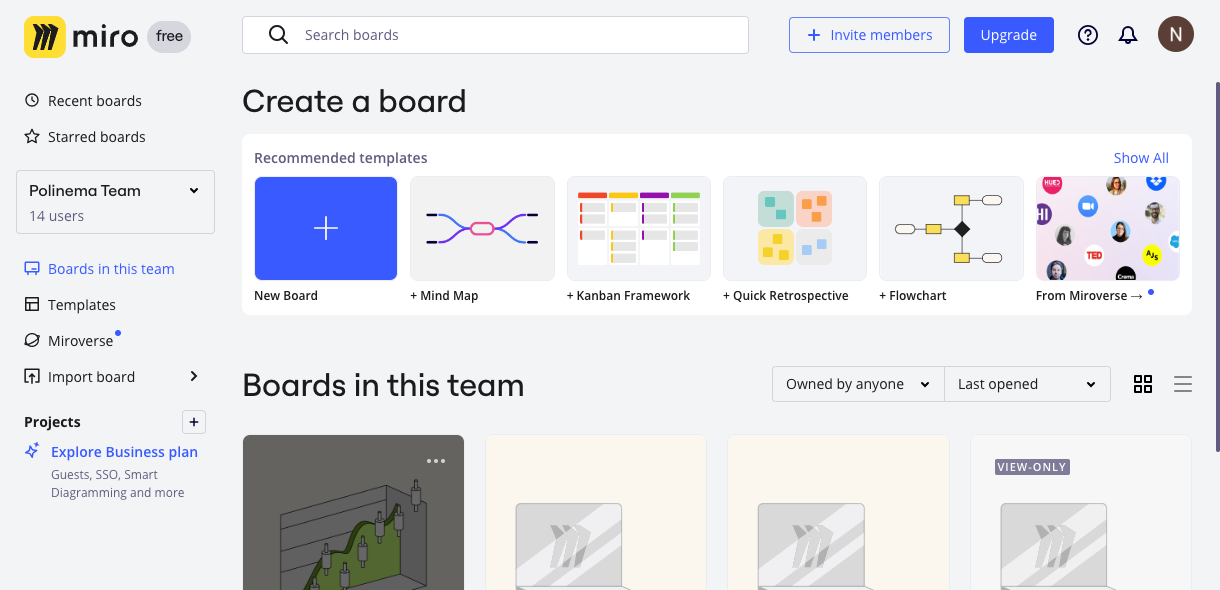 miro
free
Search boards
Invite members
Upgrade
N
Recent boards
Starred boards
Polinema Team
14 users
Boards in this team
Templates
Miroverse
Import board
Projects
Explore Business plan
Guests, SSO, Smart
Diagramming and more
Create a board
Recommended templates
Show All
New Board
+ Mind Map
+ Kanban Framework
+ Quick Retrospective
+ Flowchart
From Miroverse →
HI
TED
AJS
Crema
Boards in this team
Owned by anyone
Last opened
VIEW-ONLY